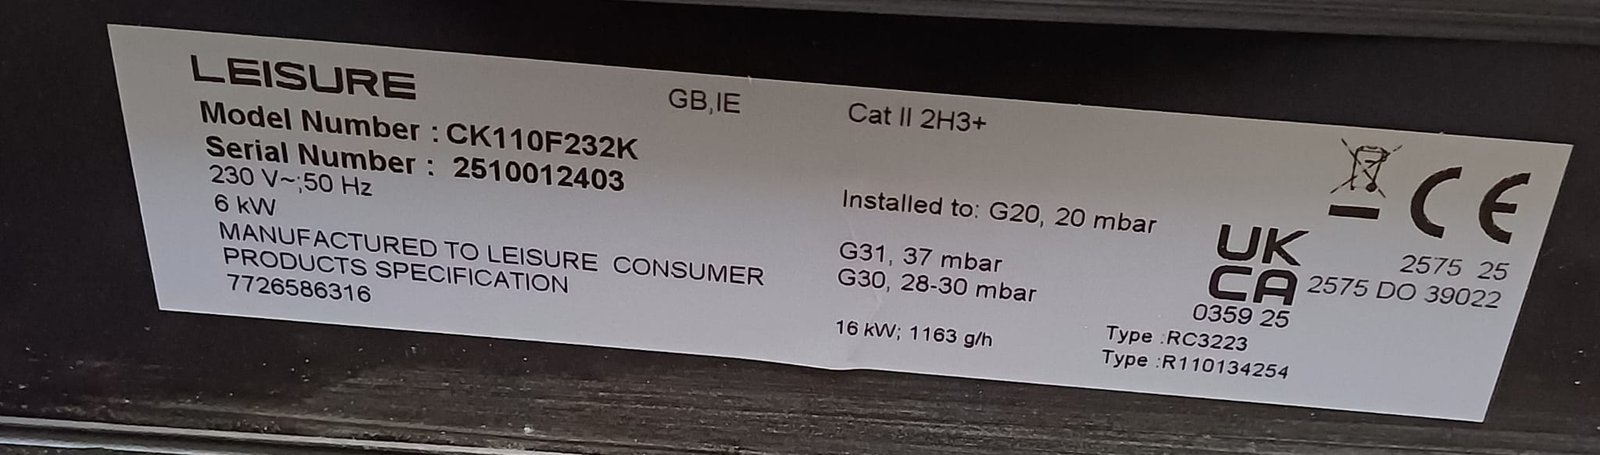 LEISURE
GB,IE
Cat II 2H3+
Model Number : CK110F232K
Serial Number : 2510012403
230 V~;50 Hz
6 kW
MANUFACTURED TO LEISURE CONSUMER
PRODUCTS SPECIFICATION
7726586316
Installed to: G20, 20 mbar
G31, 37 mbar
G30, 28-30 mbar
16 kW; 1163 g/h
UK
CA
0359 25
CE
2575 25
2575 DO 39022
Type :RC3223
Type :R110134254